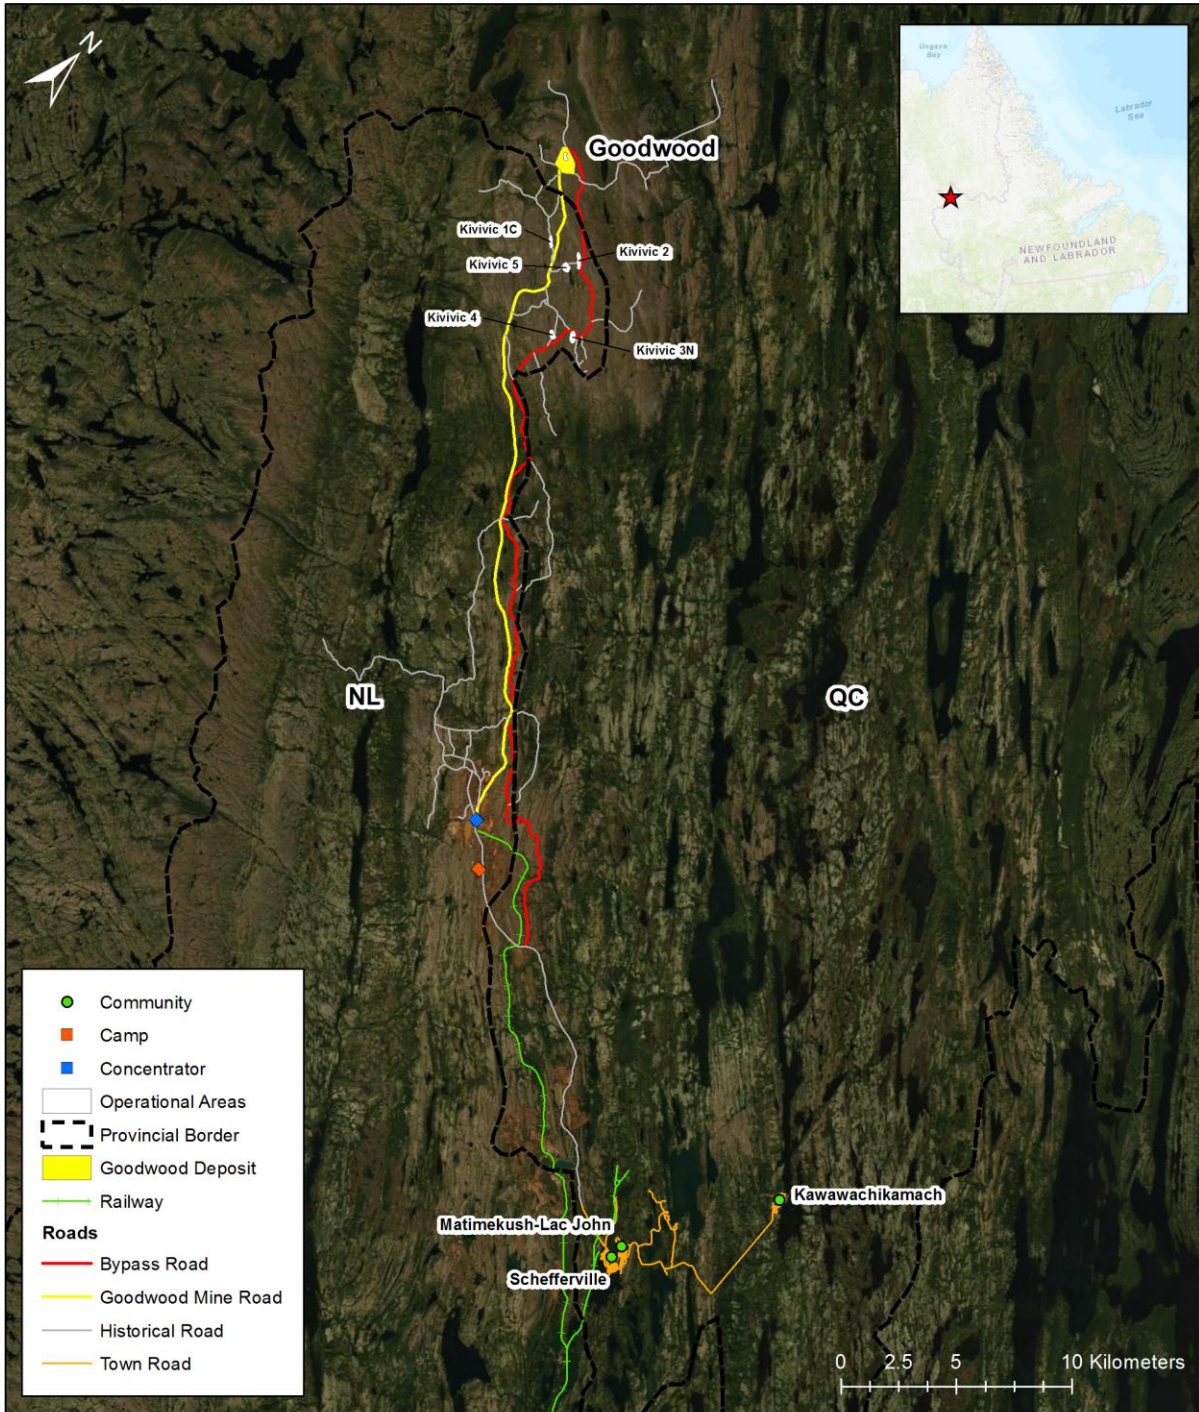 N
Ungava
Bay
Labrador
Sea
NEWFOUNDLAND
AND LABRADOR
Goodwood
Kivivic 1C
Kivivic 2
Kivivic 5
Kivivic 4
Kivivic 3N
NL
QC
Community
Camp
Concentrator
Operational Areas
Provincial Border
Goodwood Deposit
Railway
Roads
Bypass Road
Goodwood Mine Road
Historical Road
Town Road
Kawawachikamach
Matimekush-Lac John
Schefferville
0 2.5 5 10 Kilometers